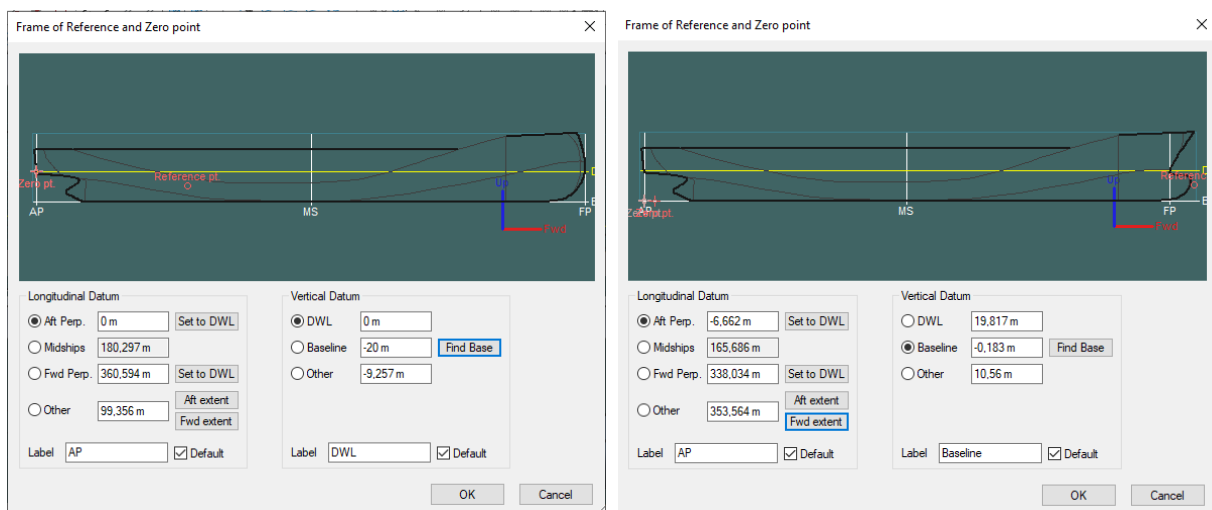 Frame of Reference and Zero point
Reference pt.
Zero pt.
Up
D
B
AP
MS
FP
Fwd
Longitudinal Datum
Aft Perp. 0 m Set to DWL
Midships 180,297 m
Fwd Perp. 360,594 m Set to DWL
Aft extent
Other 99,356 m
Fwd extent
Label AP Default
Vertical Datum
DWL 0 m
Baseline -20 m Find Base
Other -9,257 m
Label DWL Default
OK Cancel
Frame of Reference and Zero point
D
Up
Referenc
B
AP
MS
FP
Fwd
Longitudinal Datum
Aft Perp. -6,662 m Set to DWL
Midships 165,686 m
Fwd Perp. 338,034 m Set to DWL
Aft extent
Other 353,564 m
Fwd extent
Label AP Default
Vertical Datum
DWL 19,817 m
Baseline -0,183 m Find Base
Other 10,56 m
Label Baseline Default
OK Cancel